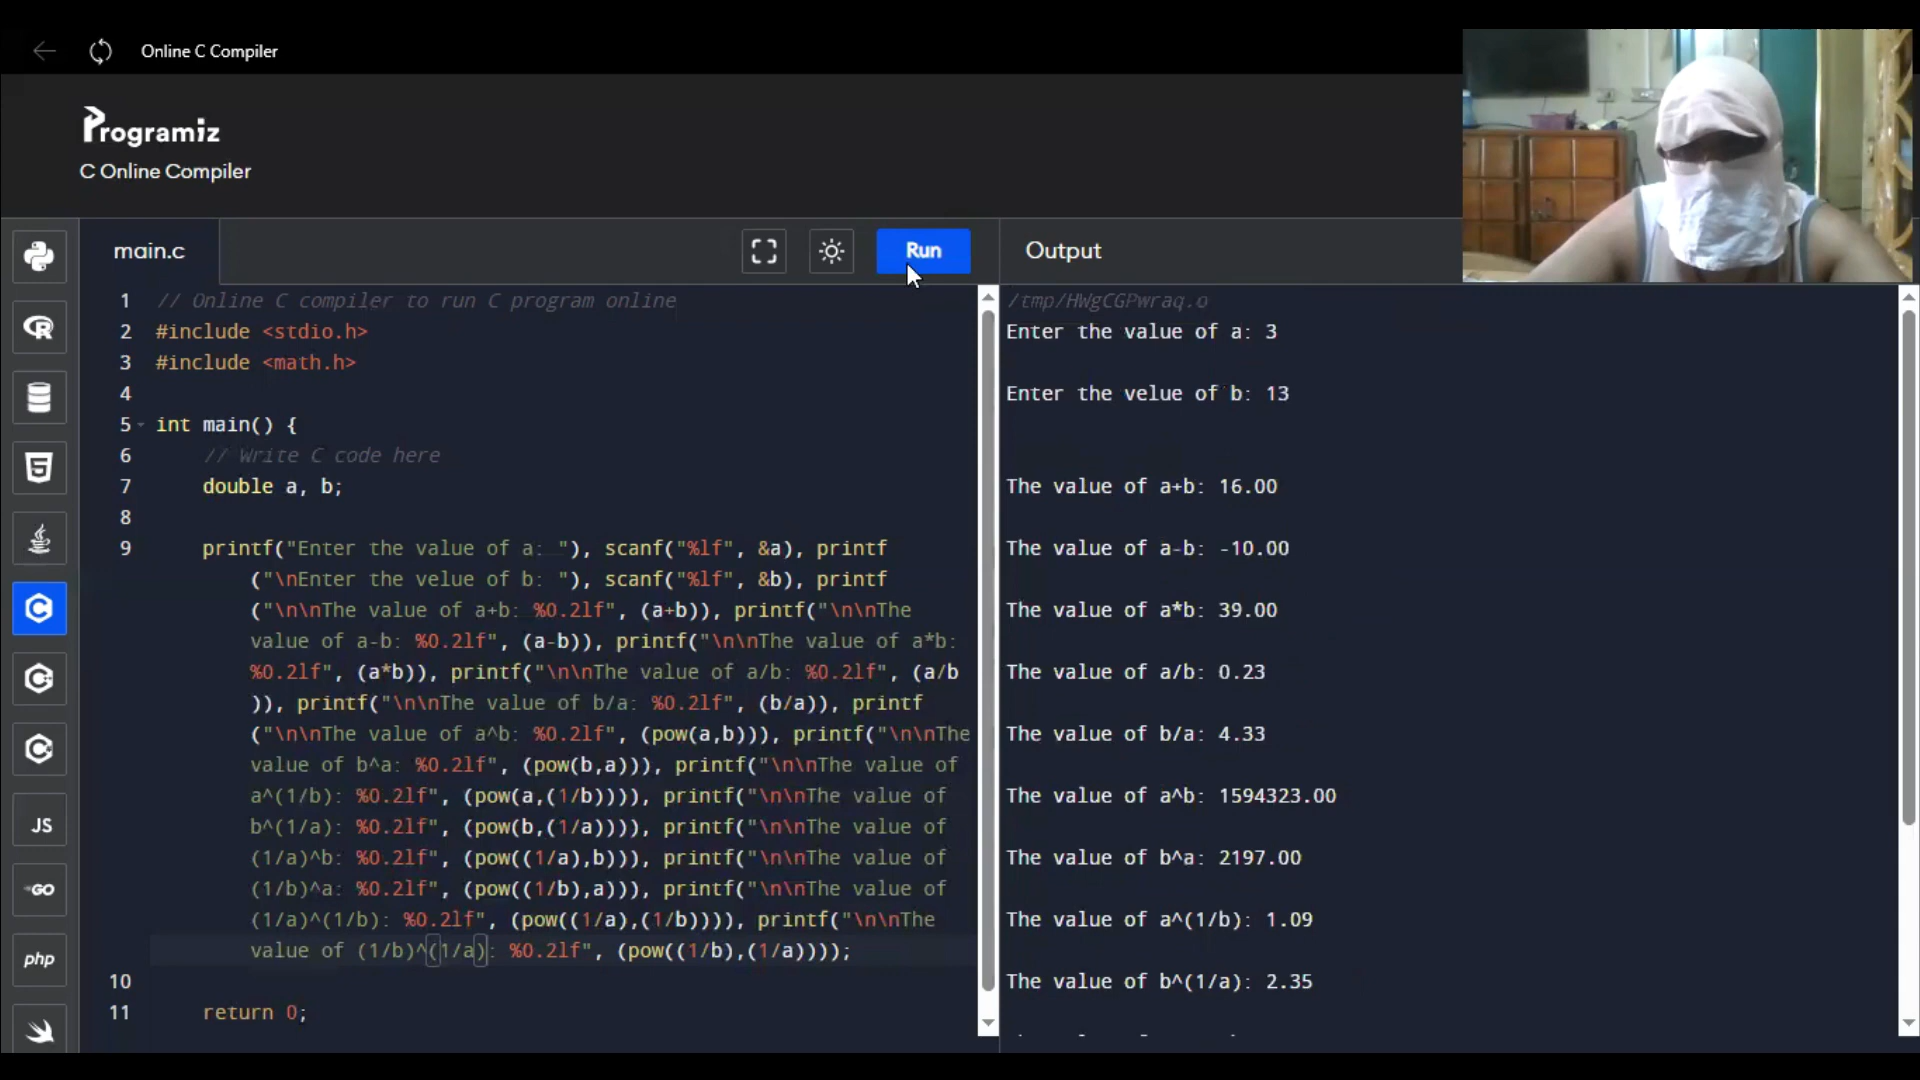 Online C Compiler
Programiz
C Online Compiler
main.c
Run
Output
1 // Online C compiler to run C program online
2 #include <stdio.h>
3 #include <math.h>
4
5 int main() {
6 // Write C code here
7 double a, b;
8
9 printf("Enter the value of a: "), scanf("%lf", &a), printf
("\nEnter the velue of b: "), scanf("%lf", &b), printf
("\n\nThe value of a+b: %0.2lf", (a+b)), printf("\n\nThe
value of a-b: %0.2lf", (a-b)), printf("\n\nThe value of a*b:
%0.2lf", (a*b)), printf("\n\nThe value of a/b: %0.2lf", (a/b
)), printf("\n\nThe value of b/a: %0.2lf", (b/a)), printf
("\n\nThe value of a^b: %0.2lf", (pow(a,b))), printf("\n\nThe
value of b^a: %0.2lf", (pow(b,a))), printf("\n\nThe value of
a^(1/b): %0.2lf", (pow(a,(1/b)))), printf("\n\nThe value of
b^(1/a): %0.2lf", (pow(b,(1/a)))), printf("\n\nThe value of
(1/a)^b: %0.2lf", (pow((1/a),b))), printf("\n\nThe value of
(1/b)^a: %0.2lf", (pow((1/b),a))), printf("\n\nThe value of
(1/a)^(1/b): %0.2lf", (pow((1/a),(1/b)))), printf("\n\nThe
value of (1/b)^(1/a): %0.2lf", (pow((1/b),(1/a))));
10
11 return 0;
/tmp/HWgCGPwraq.o
Enter the value of a: 3
Enter the velue of b: 13
The value of a+b: 16.00
The value of a-b: -10.00
The value of a*b: 39.00
The value of a/b: 0.23
The value of b/a: 4.33
The value of a^b: 1594323.00
The value of b^a: 2197.00
The value of a^(1/b): 1.09
The value of b^(1/a): 2.35
R
5
C
C
C
JS
GO
php